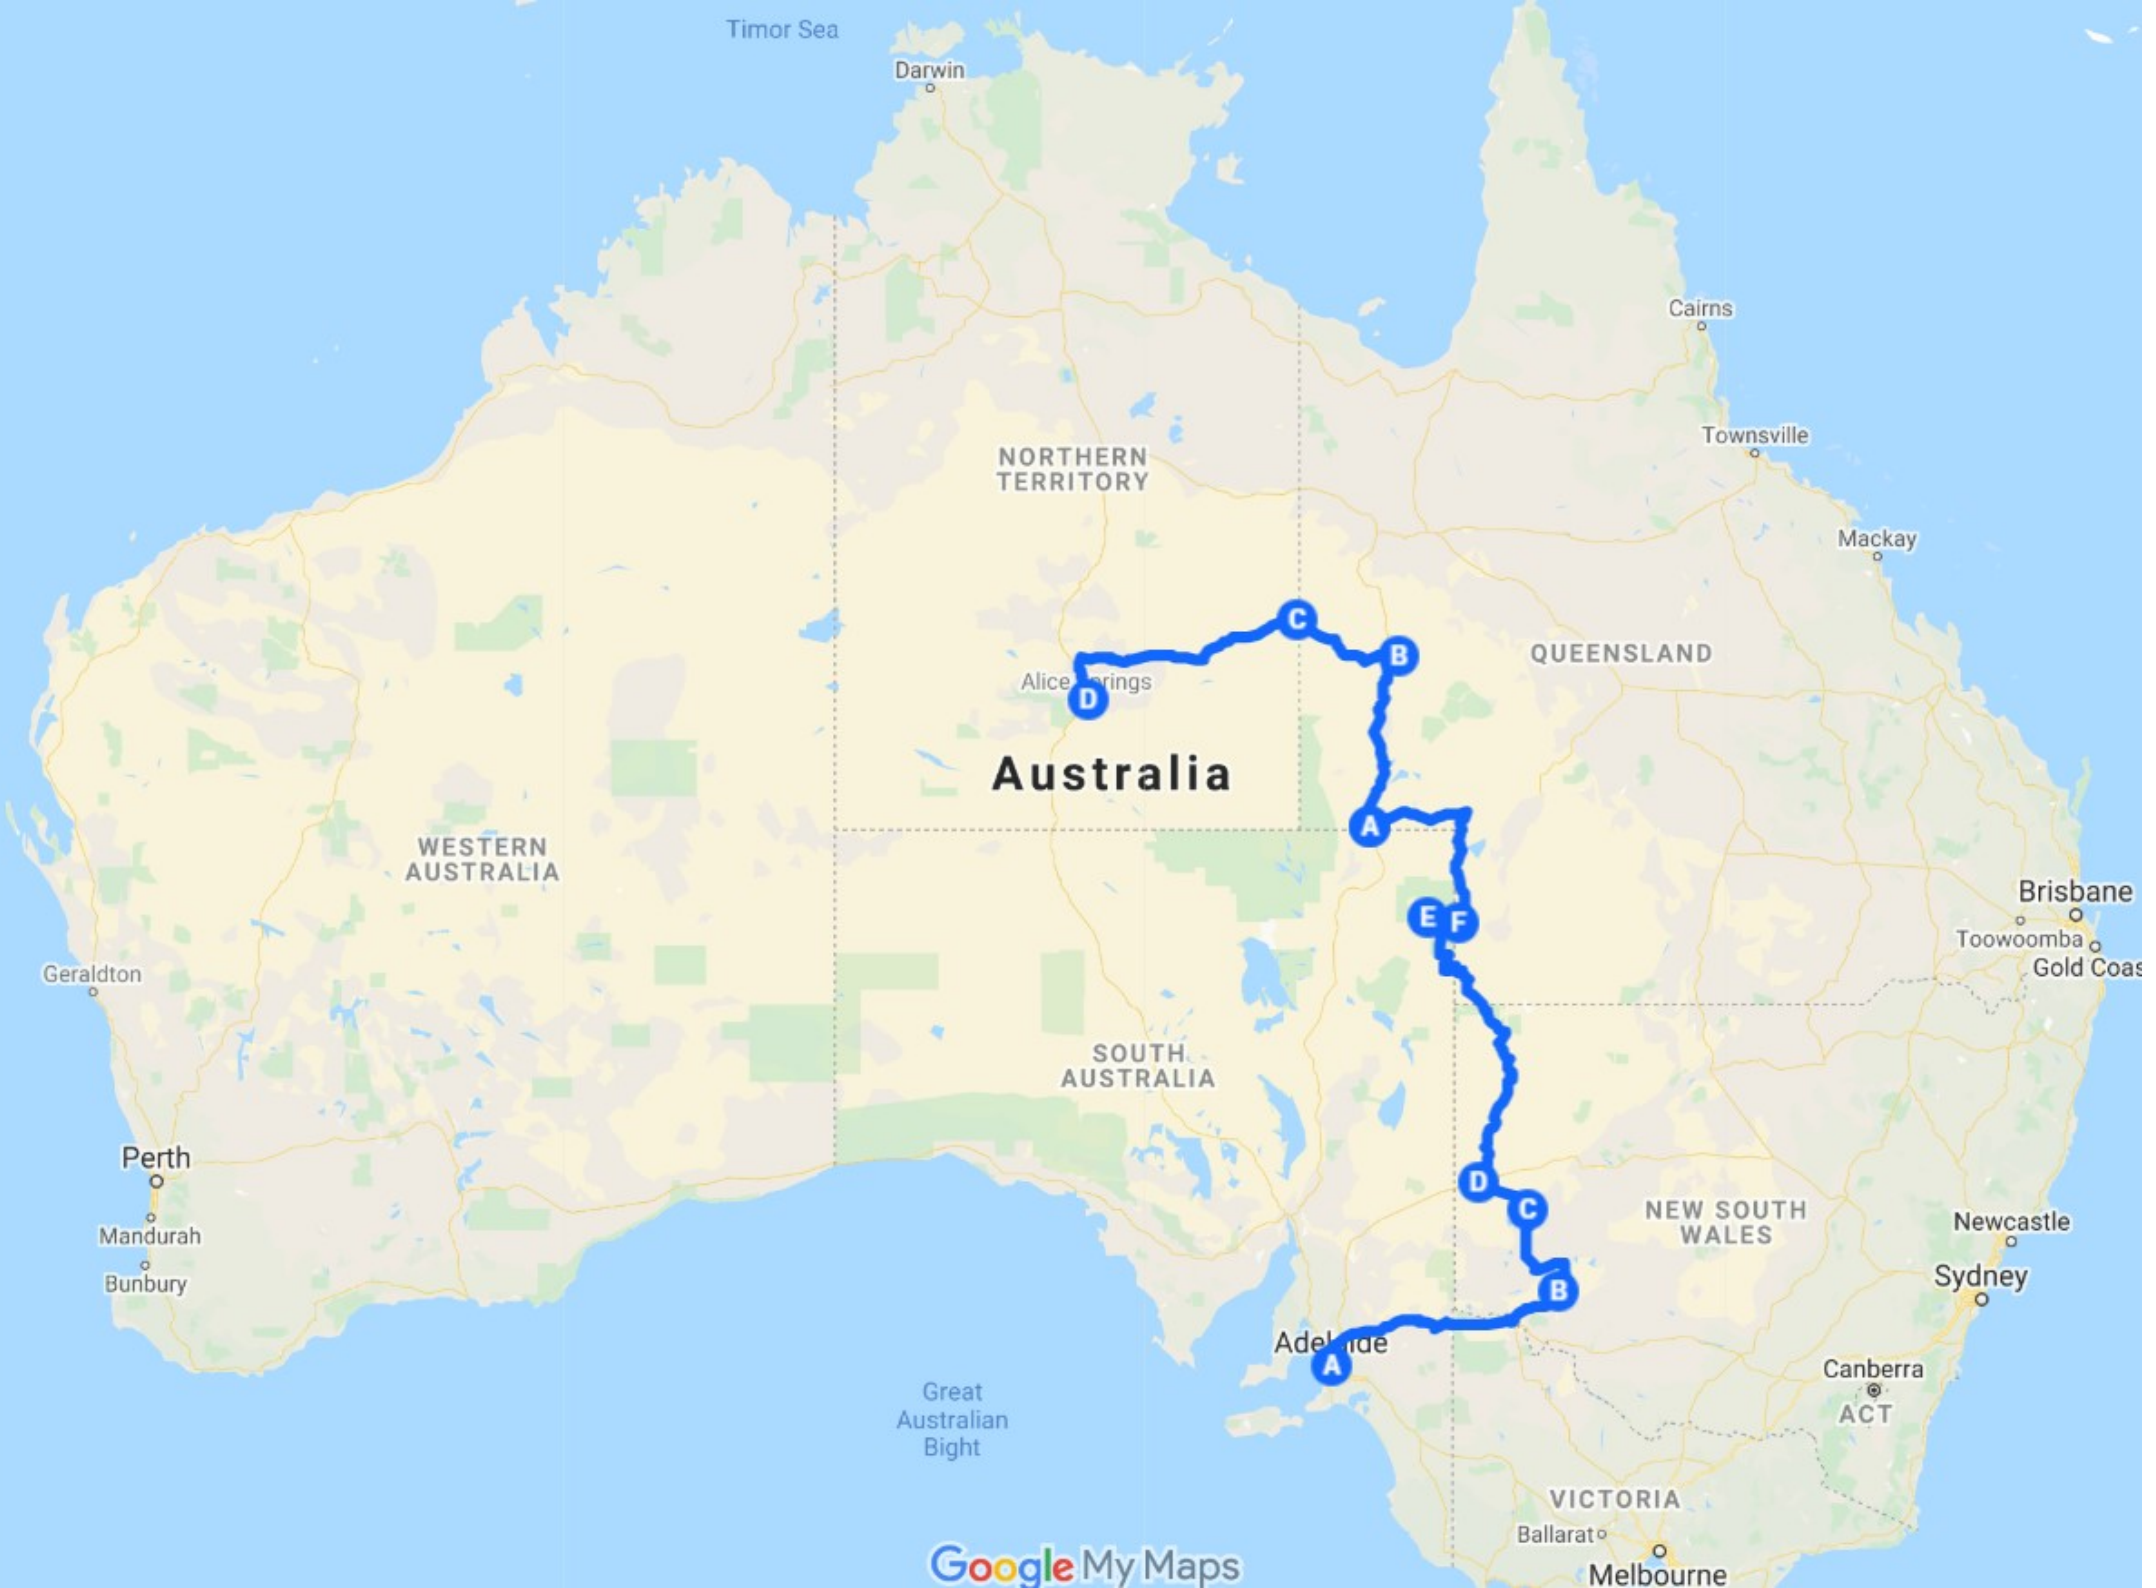 Timor Sea
Darwin
Cairns
NORTHERN
TERRITORY
Townsville
Mackay
C
B
QUEENSLAND
Alice
rings
D
Australia
A
WESTERN
AUSTRALIA
Brisbane
E
F
Toowoomba
Gold Coas
Geraldton
SOUTH
AUSTRALIA
Perth
D
C
NEW SOUTH
WALES
Newcastle
Mandurah
Sydney
Bunbury
B
Adel
ide
A
Canberra
ACT
Great
Australian
Bight
VICTORIA
Ballarat
Google My Maps
Melbourne